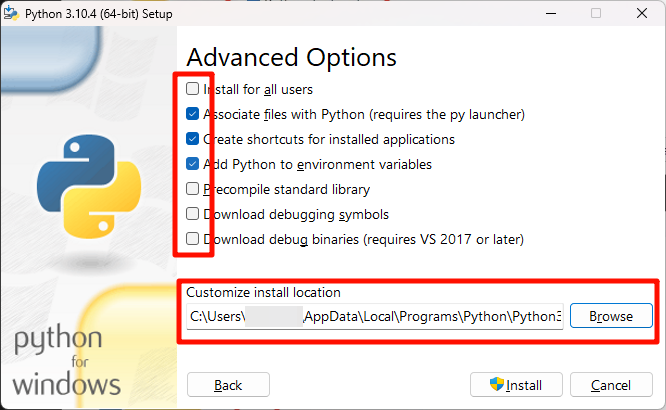 Python 3.10.4 (64-bit) Setup
Advanced Options
Install for all users
Associate files with Python (requires the py launcher)
Create shortcuts for installed applications
Add Python to environment variables
Precompile standard library
Download debugging symbols
Download debug binaries (requires VS 2017 or later)
Customize install location
C:\Users\ \AppData\Local\Programs\Python\Python3
Browse
python
for
windows
Back
Install
Cancel